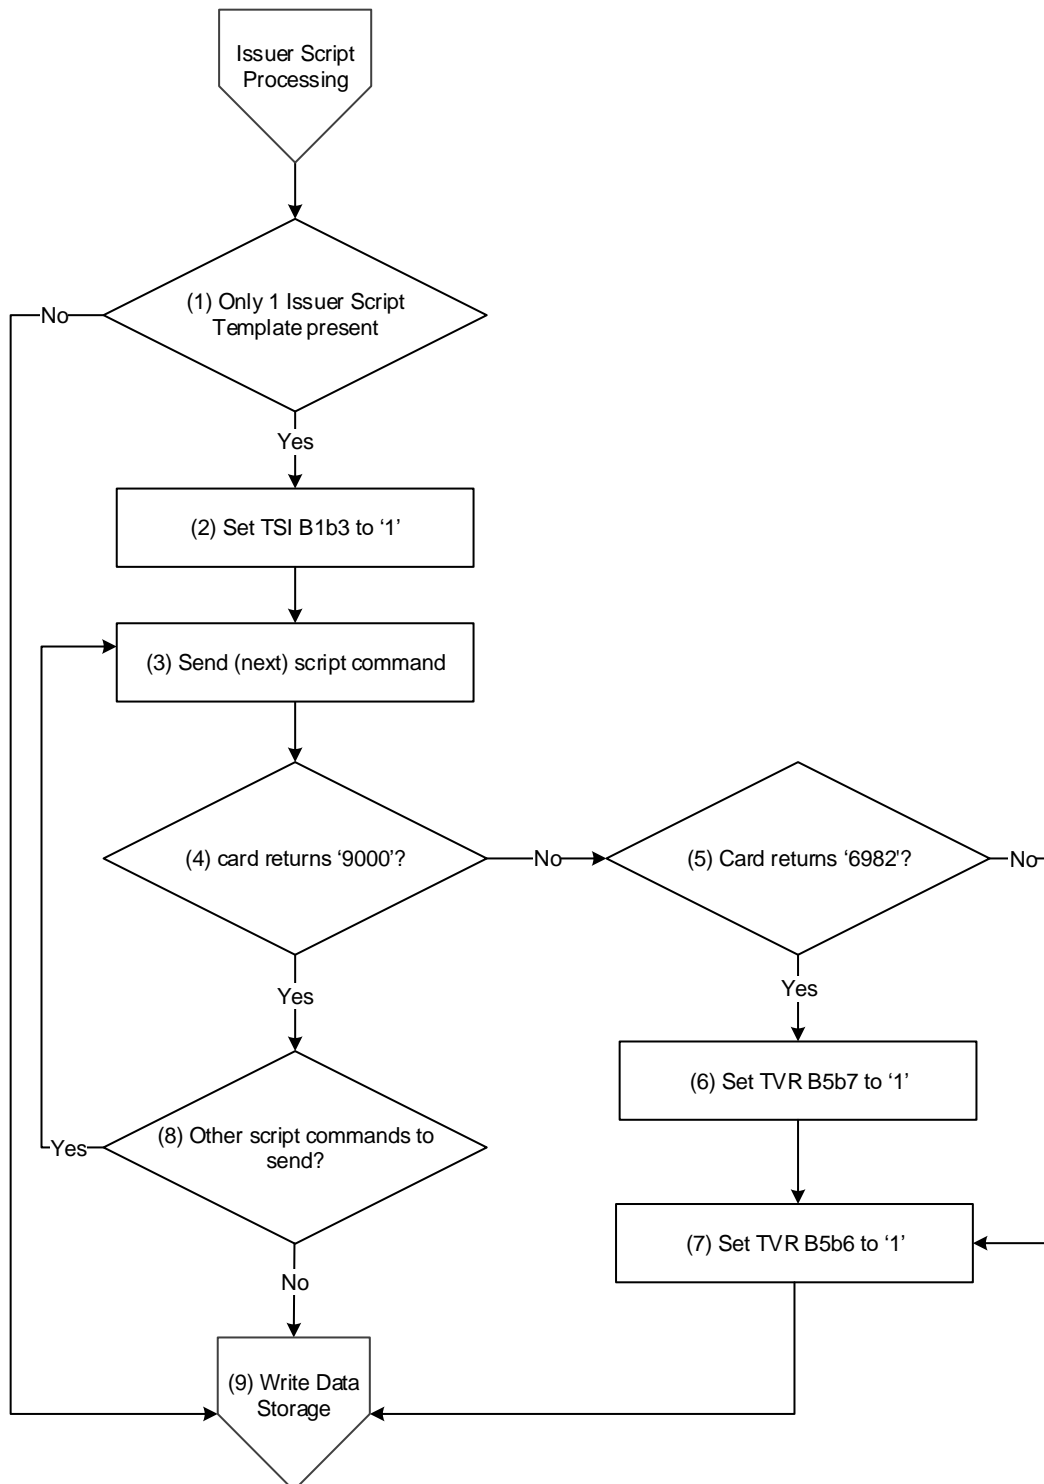 Issuer Script
Processing
(1) Only 1 Issuer Script
Template present
No
Yes
(2) Set TSI B1b3 to ‘1’
(3) Send (next) script command
(4) card returns ‘9000’?
No
(5) Card returns ‘6982'?
No
Yes
Yes
(6) Set TVR B5b7 to ‘1’
(8) Other script commands to
send?
Yes
(7) Set TVR B5b6 to ‘1’
No
(9) Write Data
Storage